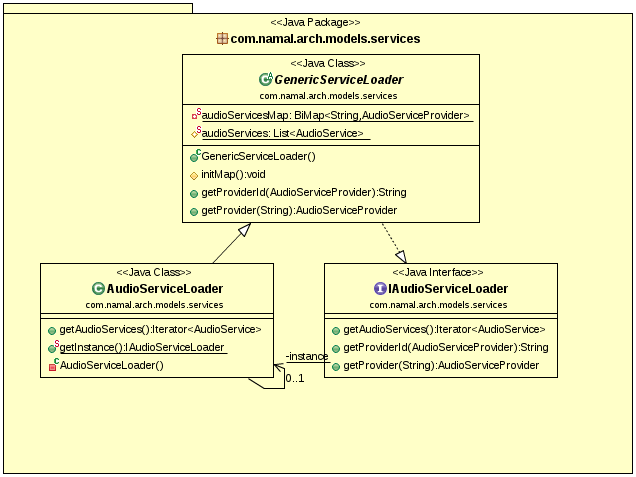 <<Java Package>>
com.namal.arch.models.services
<<Java Class>>
GenericServiceLoader
com.namal.arch.models.services
audioServicesMap: BiMap<String,AudioServiceProvider>
audioServices: List<AudioService>
GenericServiceLoader()
initMap():void
getProviderId(AudioServiceProvider):String
getProvider(String):AudioServiceProvider
<<Java Class>>
AudioServiceLoader
com.namal.arch.models.services
getAudioServices():Iterator<AudioService>
getInstance():IAudioServiceLoader
AudioServiceLoader()
<<Java Interface>>
IAudioServiceLoader
com.namal.arch.models.services
getAudioServices():Iterator<AudioService>
getProviderId(AudioServiceProvider):String
getProvider(String):AudioServiceProvider
-instance
0..1